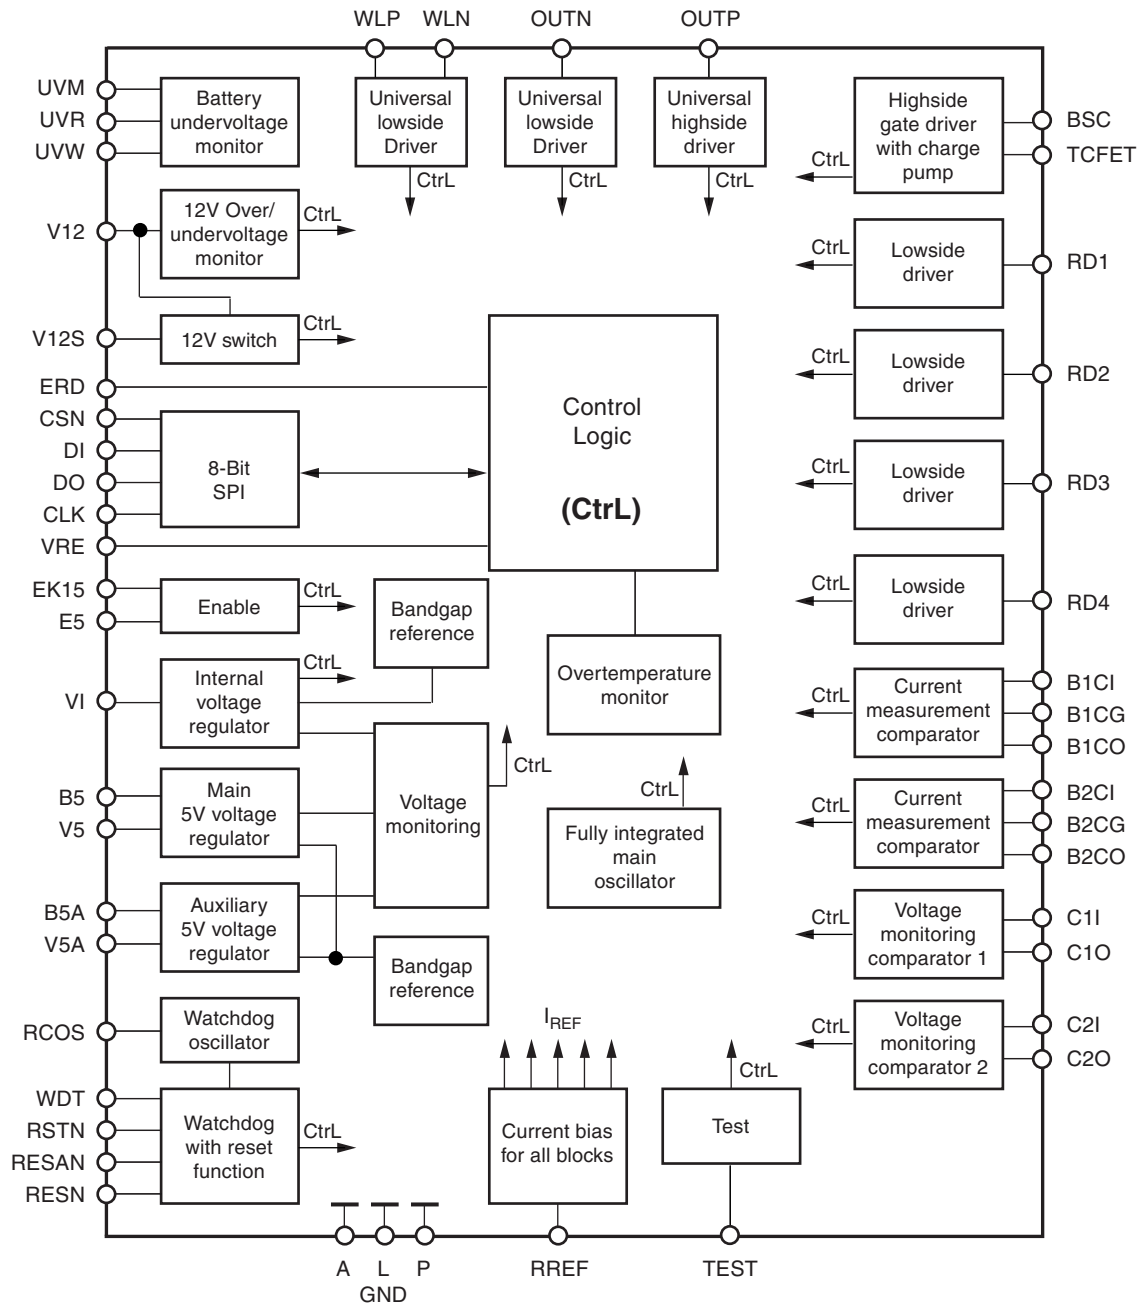 WLP WLN OUTN OUTP
UVM
UVR
UVW
Battery
undervoltage
monitor
Universal
lowside
Driver
CtrL
Universal
lowside
Driver
CtrL
Universal
highside
driver
CtrL
Highside
gate driver
with charge
pump
CtrL
BSC
TCFET
V12
12V Over/
undervoltage
monitor
CtrL
CtrL
Lowside
driver
RD1
V12S
12V switch
CtrL
ERD
CSN
DI
DO
CLK
VRE
8-Bit
SPI
Control
Logic
(CtrL)
CtrL
Lowside
driver
RD2
CtrL
Lowside
driver
RD3
EK15
E5
Enable
CtrL
Bandgap
reference
CtrL
Lowside
driver
RD4
VI
Internal
voltage
regulator
CtrL
Overtemperature
monitor
CtrL
Current
measurement
comparator
B1CI
B1CG
B1CO
B5
V5
Main
5V voltage
regulator
Voltage
monitoring
CtrL
CtrL
Fully integrated
main
oscillator
CtrL
Current
measurement
comparator
B2CI
B2CG
B2CO
B5A
V5A
Auxiliary
5V voltage
regulator
Bandgap
reference
CtrL
Voltage
monitoring
comparator 1
C1I
C1O
RCOS
Watchdog
oscillator
CtrL
Voltage
monitoring
comparator 2
C2I
C2O
WDT
RSTN
RESAN
RESN
Watchdog
with reset
function
CtrL
IREF
Current bias
for all blocks
CtrL
Test
A L P
GND
RREF
TEST